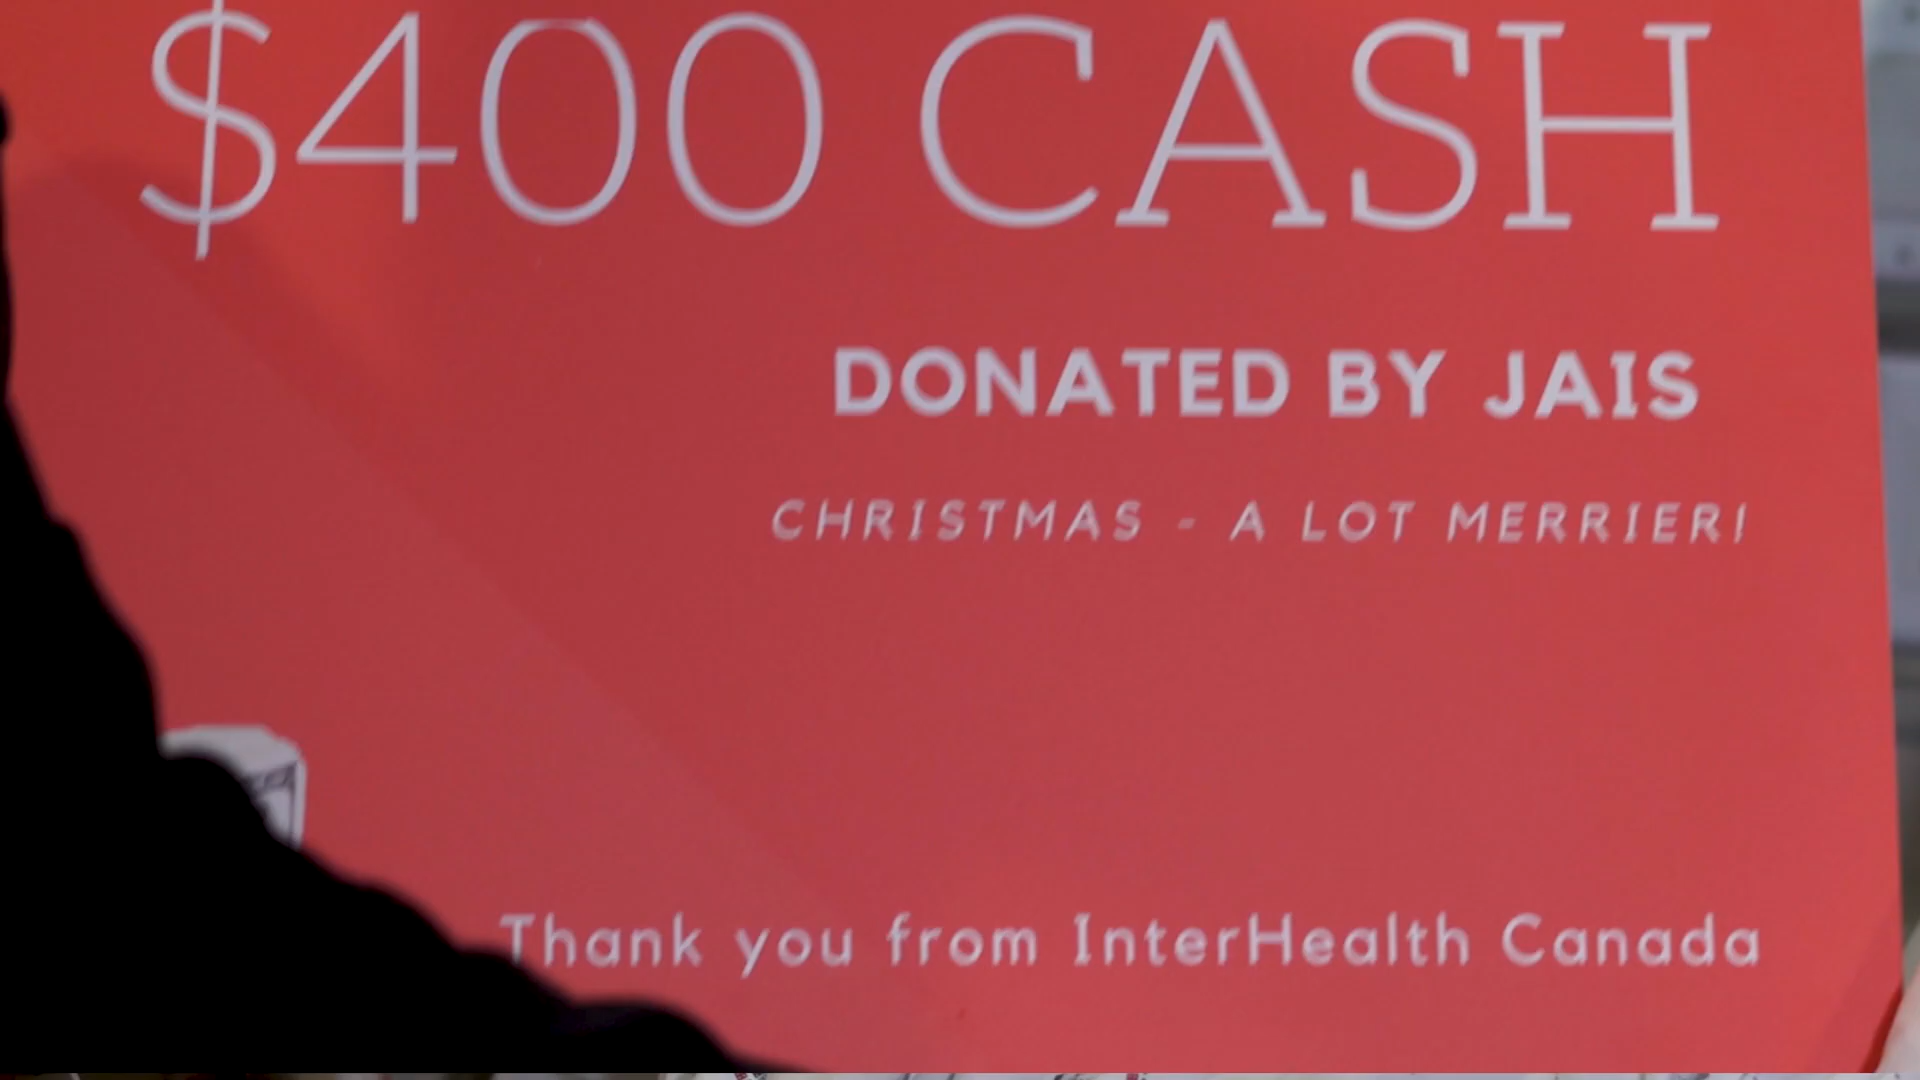 $400 CASH
DONATED BY JAIS
CHRISTMAS - A LOT MERRIER!
Thank you from InterHealth Canada